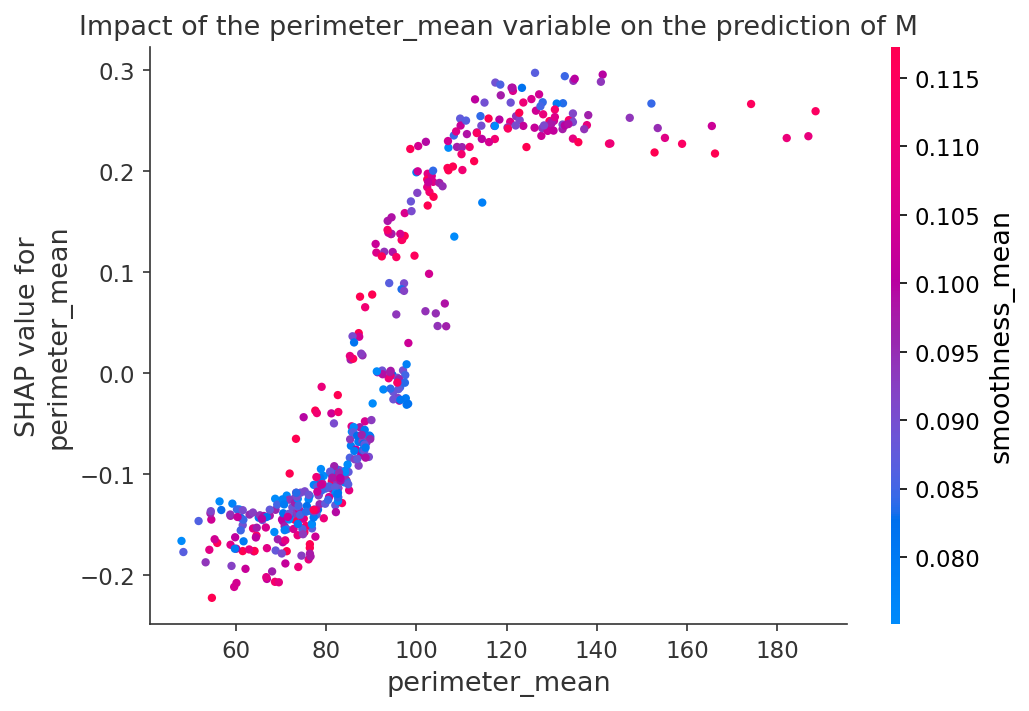 Impact of the perimeter_mean variable on the prediction of M
0.3
0.2
0.1
0.0
−0.1
−0.2
SHAP value for
perimeter_mean
60 80 100 120 140 160 180
perimeter_mean
0.115
0.110
0.105
0.100
0.095
0.090
0.085
0.080
smoothness_mean